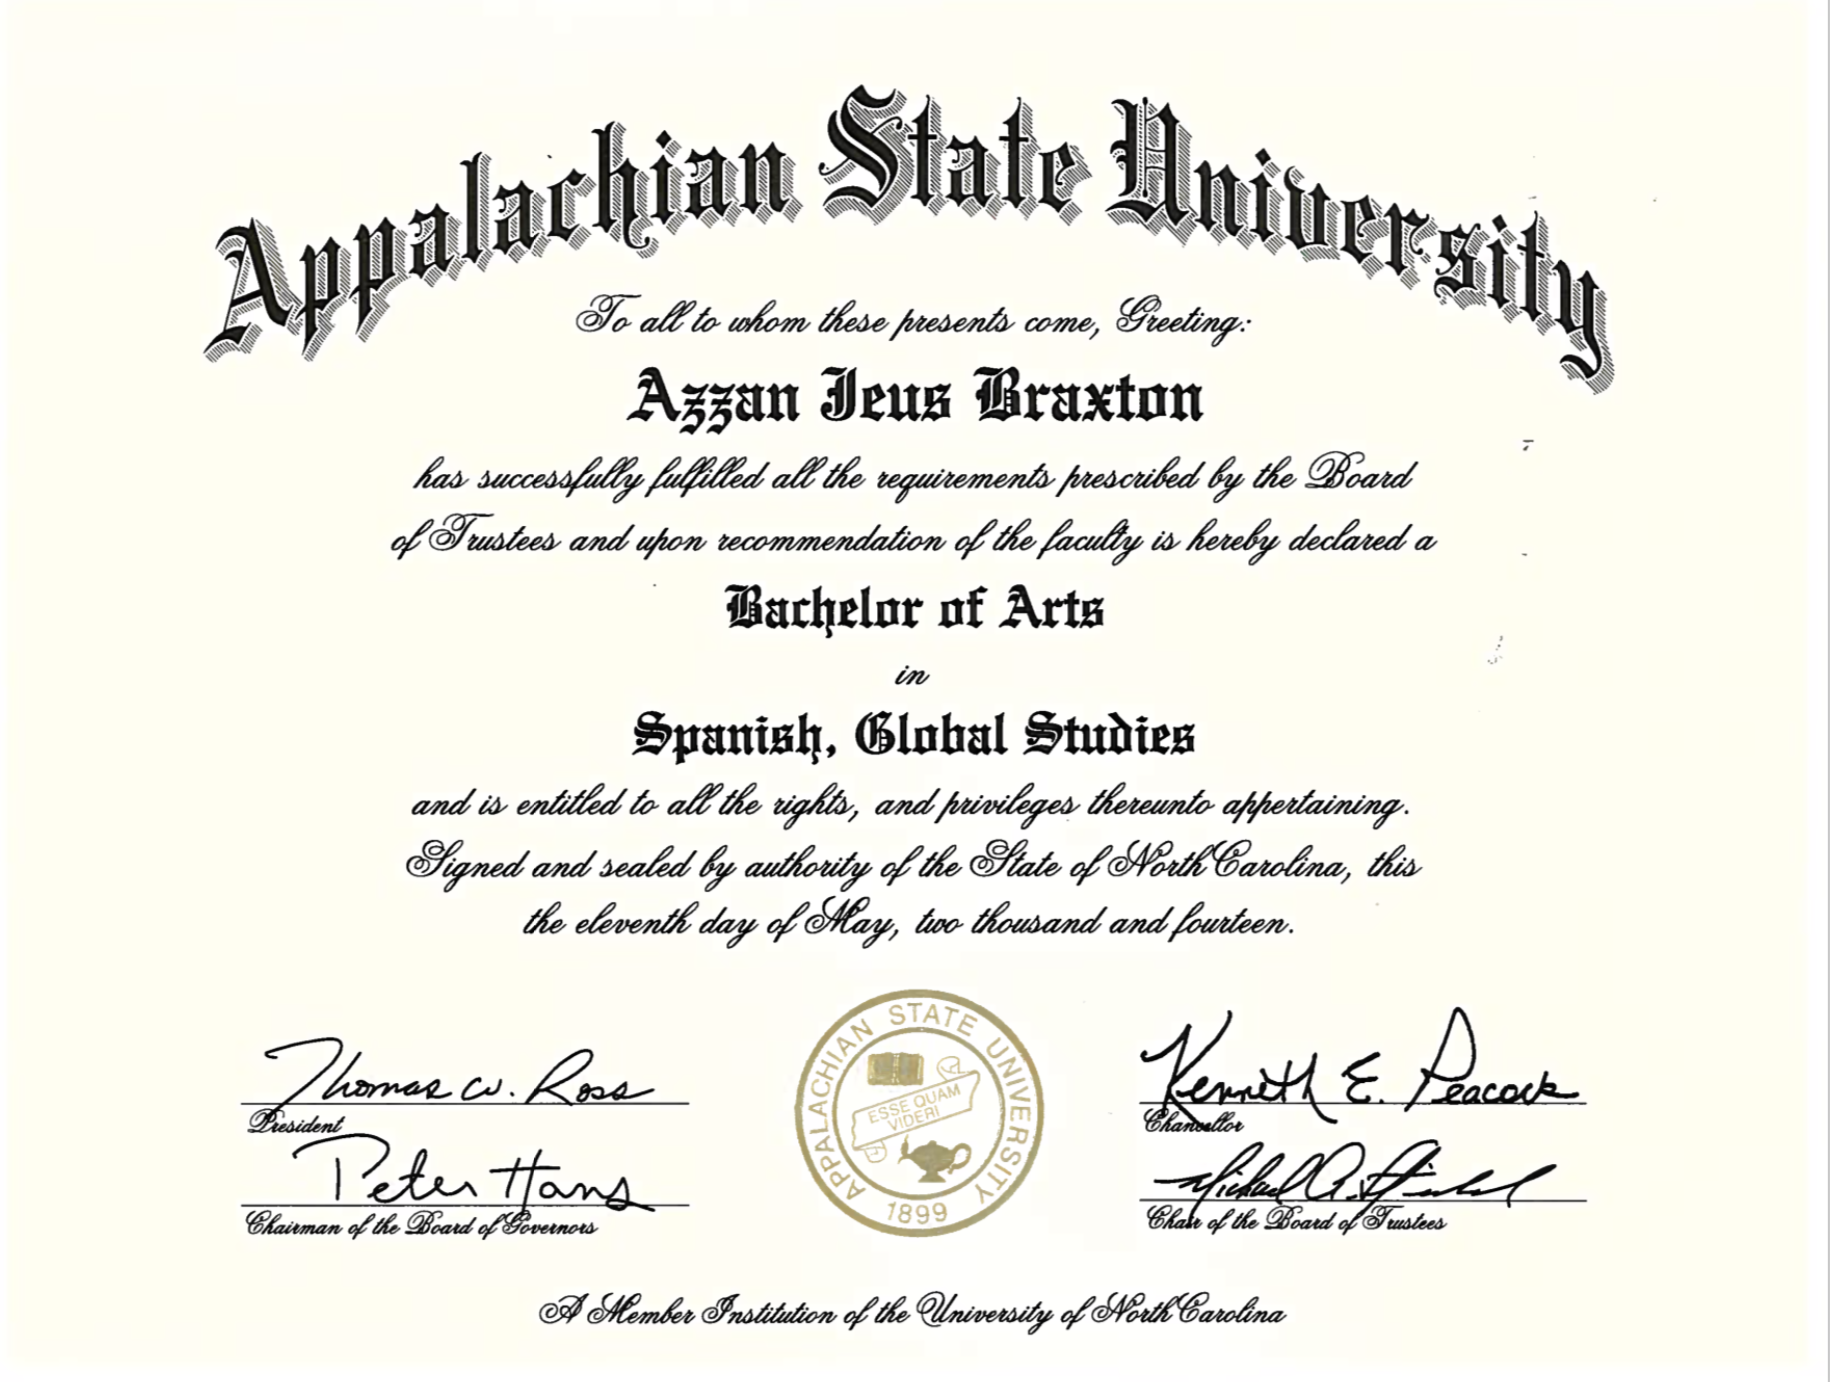 Appalachian State University
To all to whom these presents come, Greeting:
Azzan Jeus Braxton
has successfully fulfilled all the requirements prescribed by the Board
of Trustees and upon recommendation of the faculty is hereby declared a
Bachelor of Arts
in
Spanish, Global Studies
and is entitled to all the rights, and privileges thereunto appertaining.
Signed and sealed by authority of the State of North Carolina, this
the eleventh day of May, two thousand and fourteen.
Thomas W. Ross
President
Peter Hans
Chairman of the Board of Governors
APPALACHIAN STATE UNIVERSITY
ESSE QUAM
VIDERI
1899
Kenneth E. Peacock
Chancellor
Michael A.
Chair of the Board of Trustees
A Member Institution of the University of North Carolina